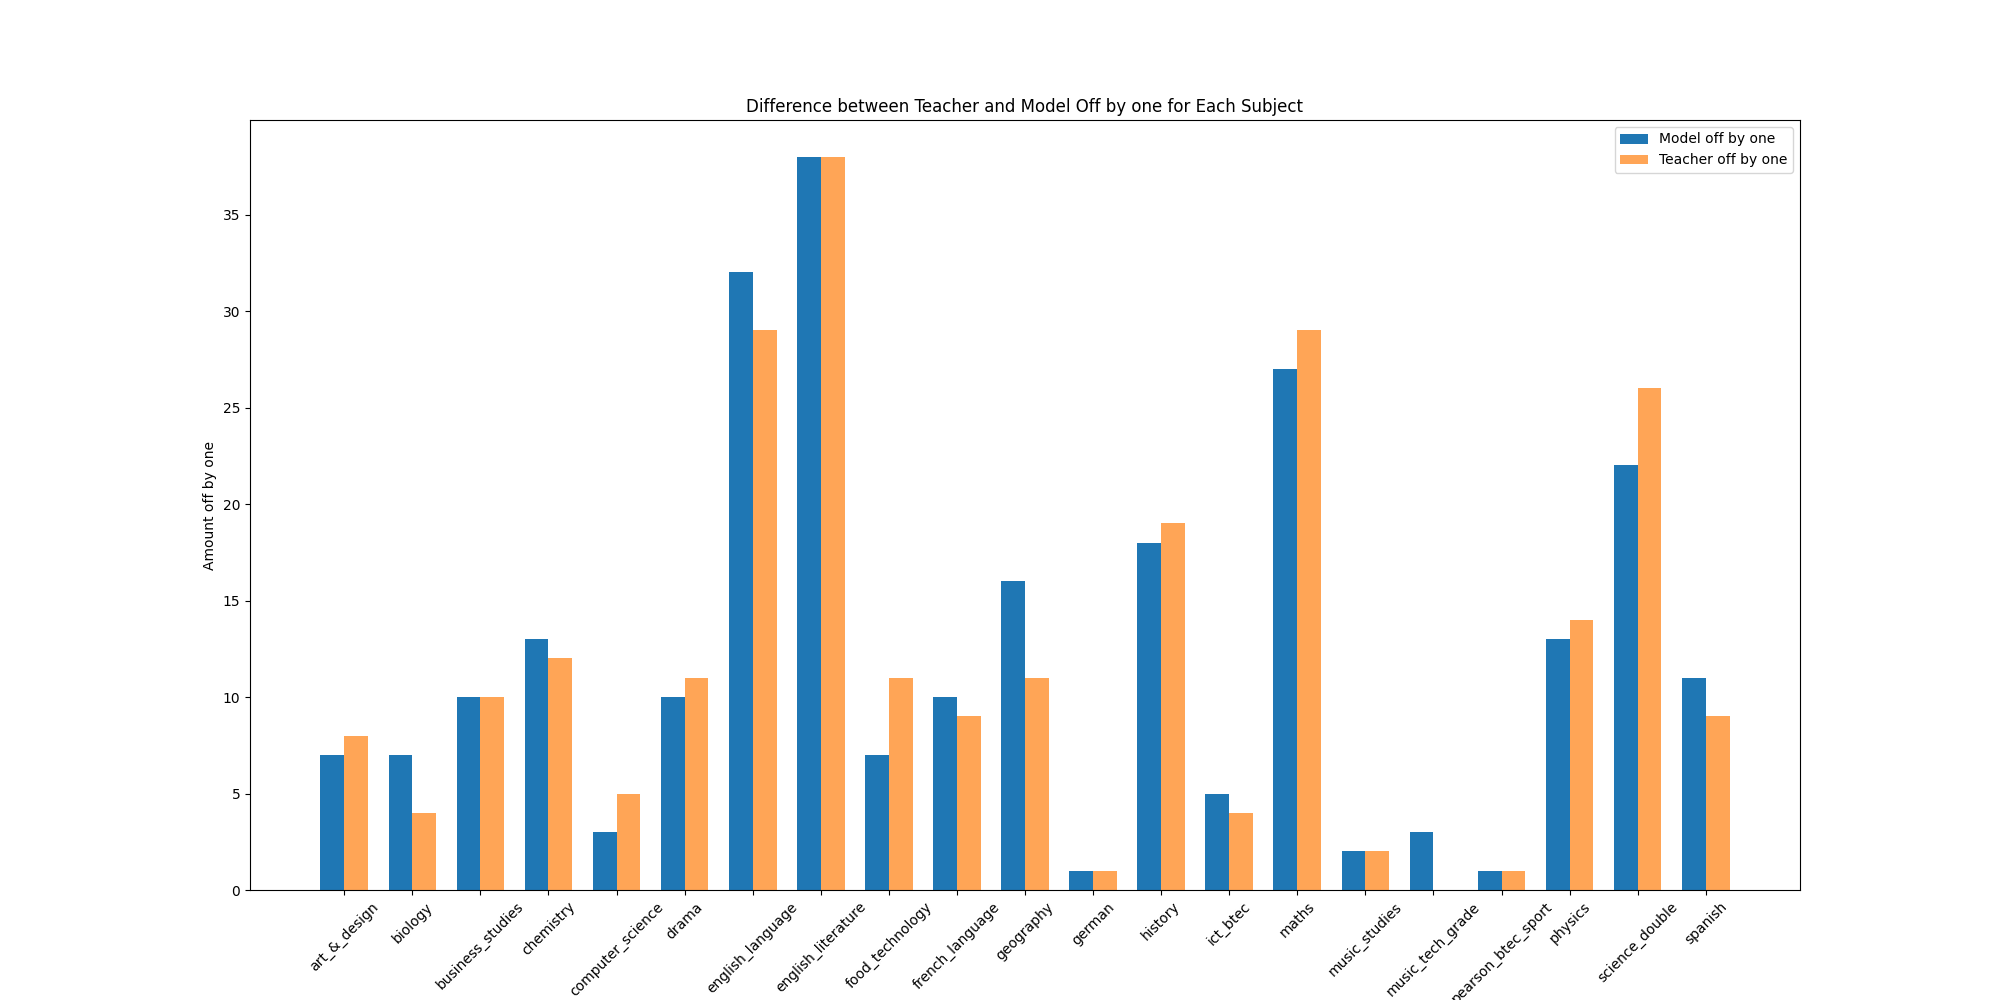 Difference between Teacher and Model Off by one for Each Subject
Model off by one
Teacher off by one
Amount off by one
35
30
25
20
15
10
5
0
art_&_design
biology
business_studies
chemistry
computer_science
drama
english_language
english_literature
food_technology
french_language
geography
german
history
ict_btec
maths
music_studies
music_tech_grade
pearson_btec_sport
physics
science_double
spanish